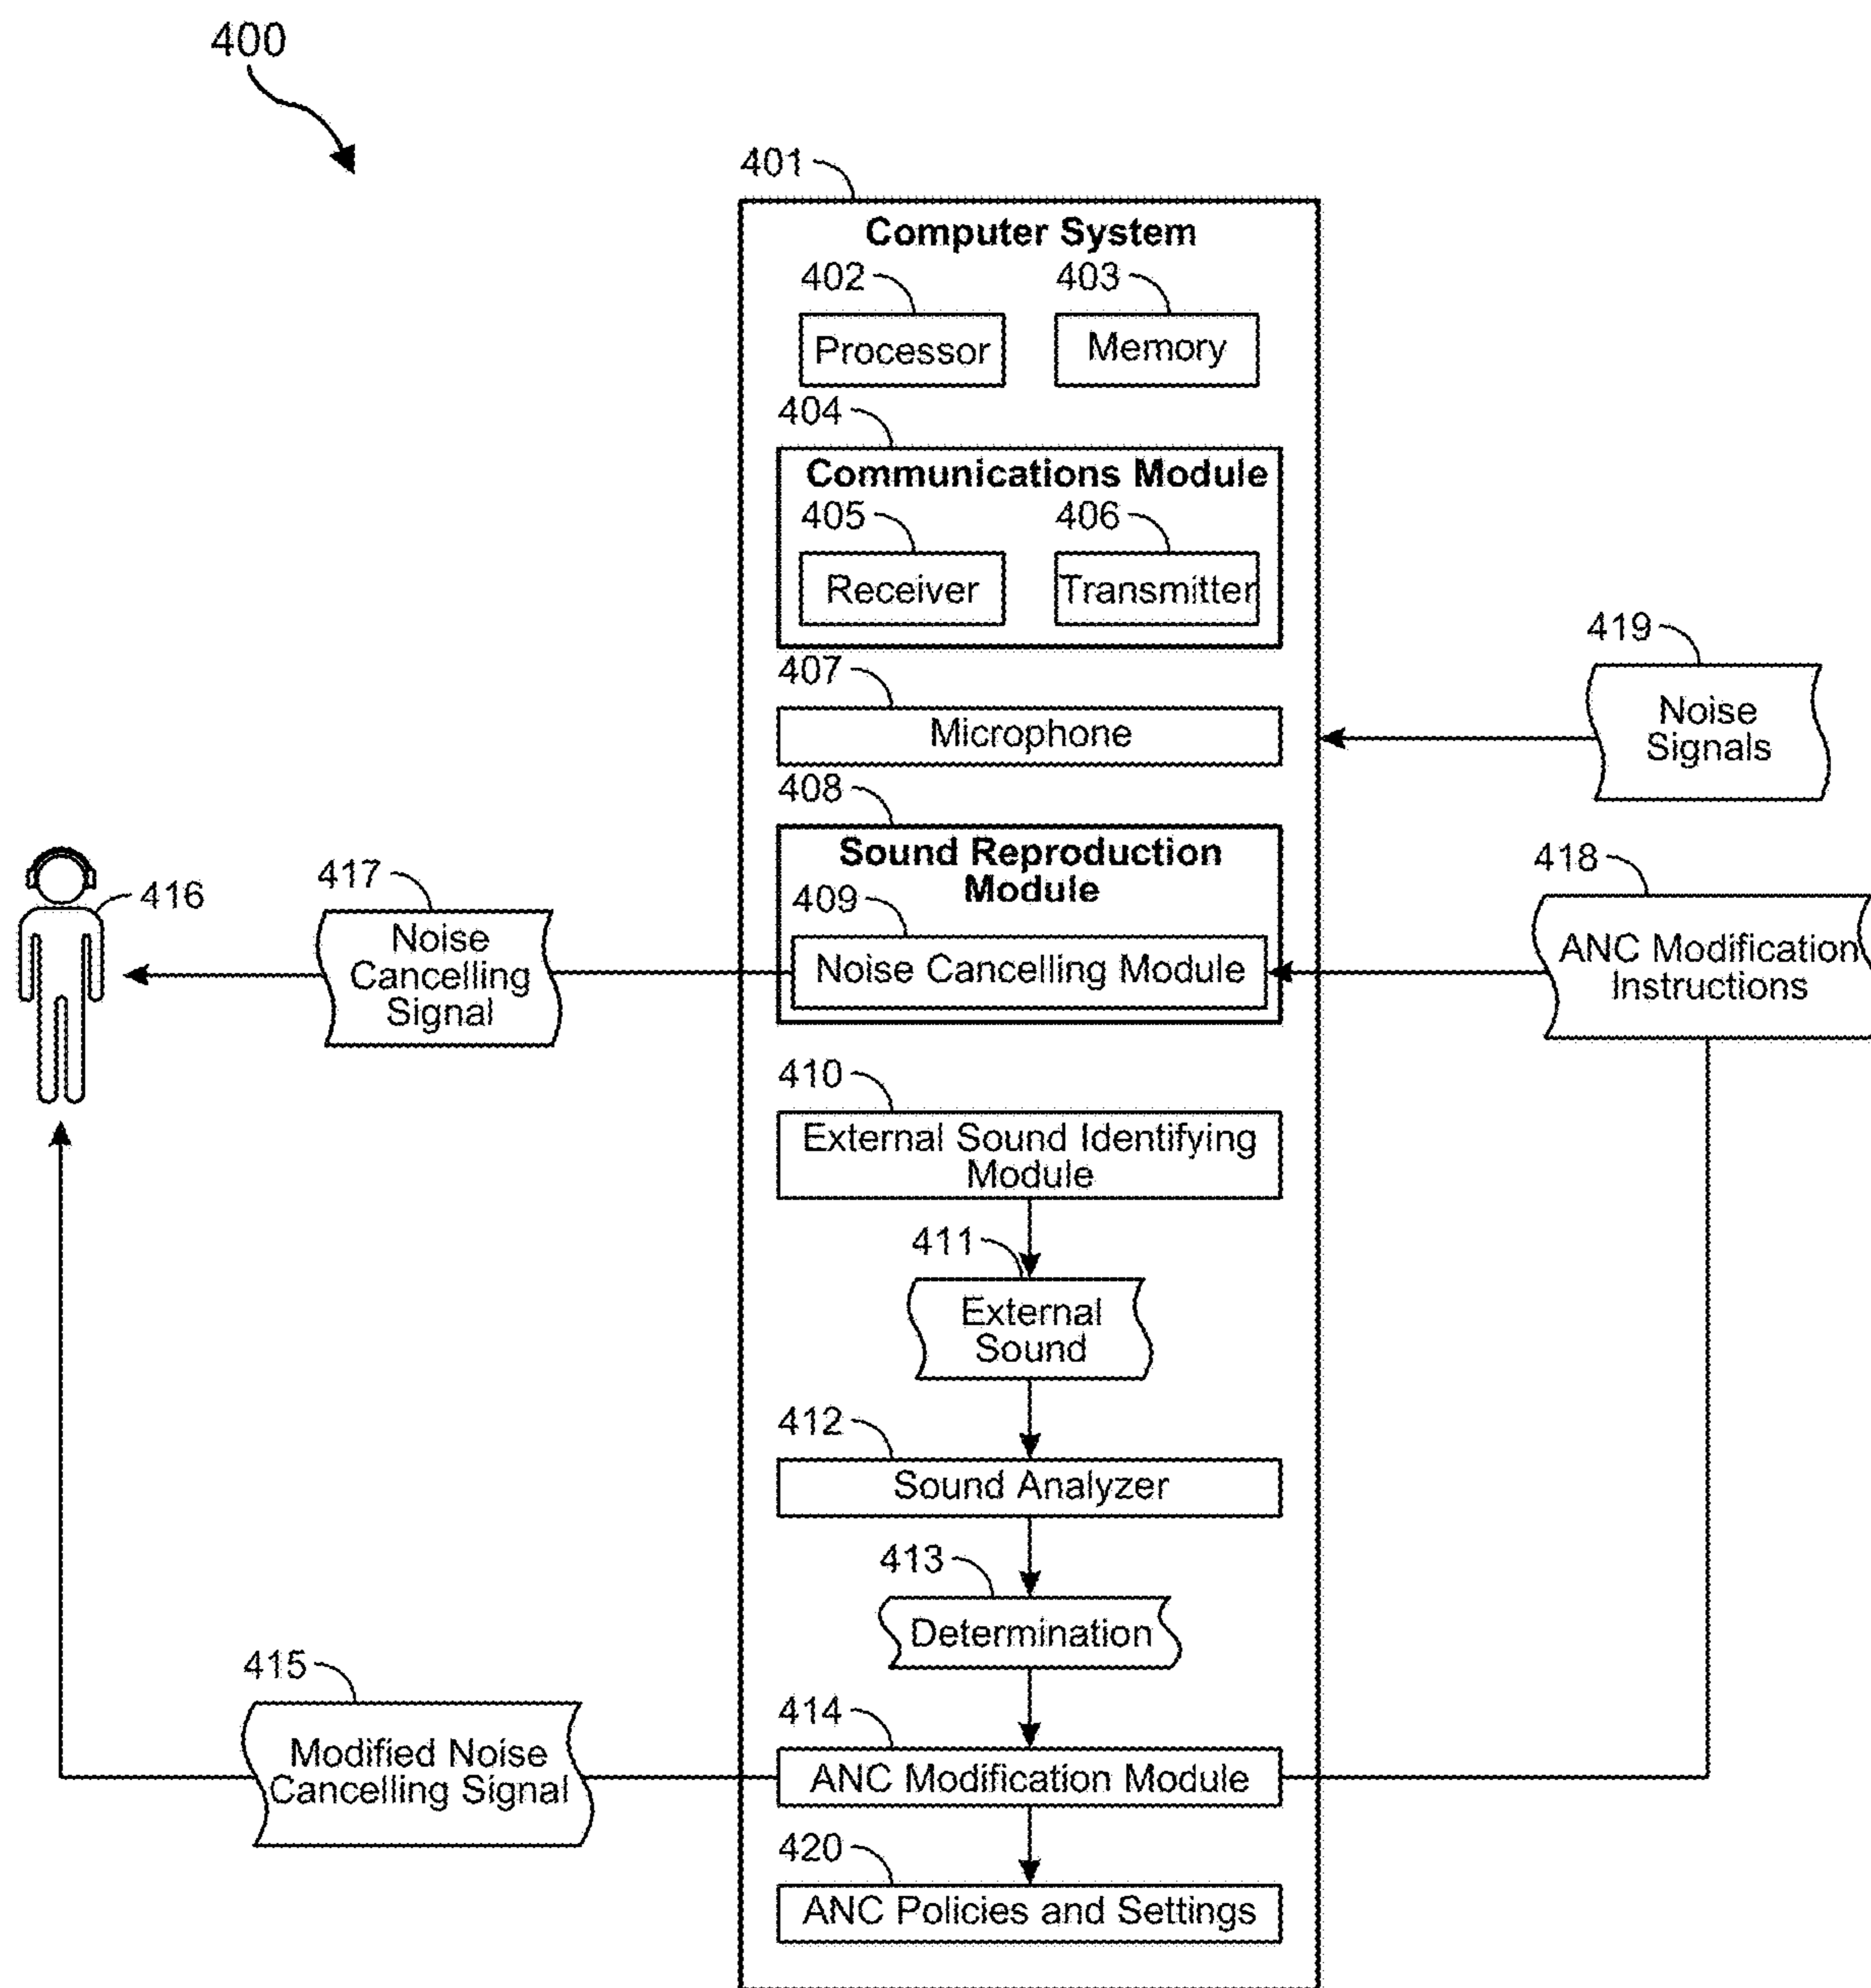 400
401
Computer System
402
403
Processor
Memory
404
Communications Module
405
406
Receiver
Transmitter
407
Microphone
419
Noise
Signals
408
Sound Reproduction
Module
409
Noise Cancelling Module
418
ANC Modification
Instructions
416
417
Noise
Cancelling
Signal
410
External Sound Identifying
Module
411
External
Sound
412
Sound Analyzer
413
Determination
414
ANC Modification Module
415
Modified Noise
Cancelling Signal
420
ANC Policies and Settings